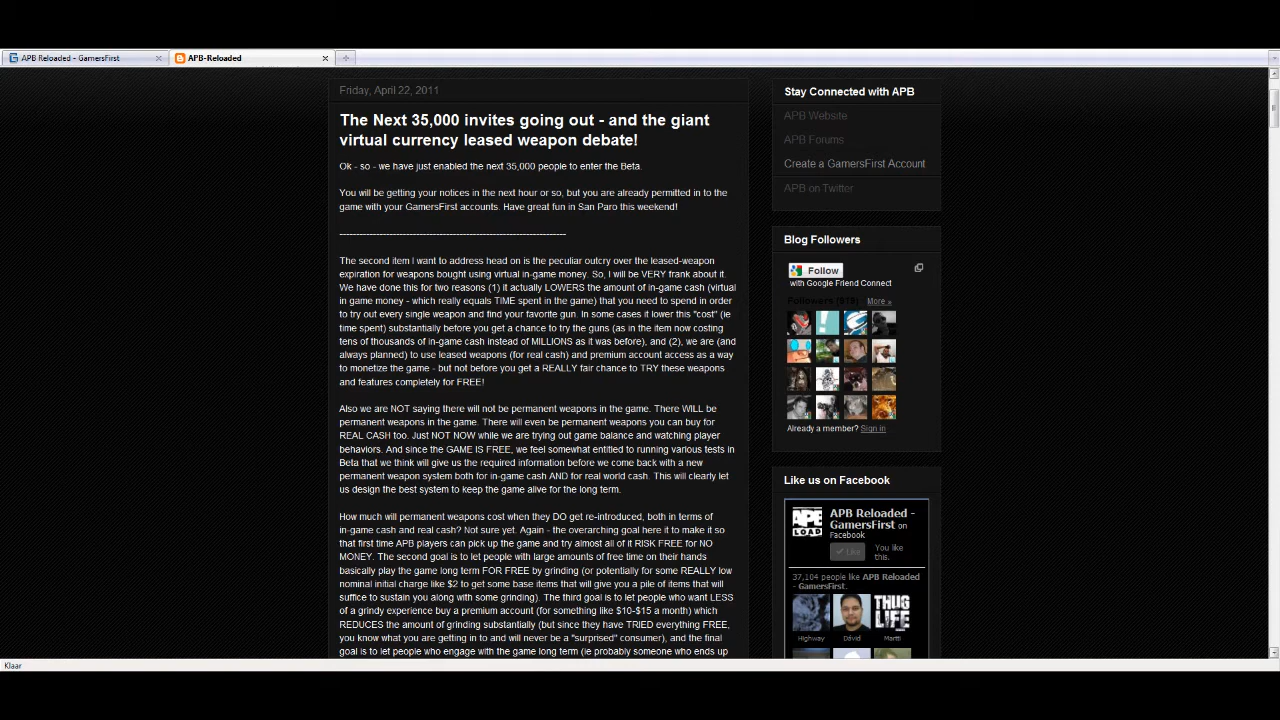 APB Reloaded - GamersFirst
APB-Reloaded
Friday, April 22, 2011
The Next 35,000 invites going out - and the giant
virtual currency leased weapon debate!
Ok - so - we have just enabled the next 35,000 people to enter the Beta.
You will be getting your notices in the next hour or so, but you are already permitted in to the
game with your GamersFirst accounts. Have great fun in San Paro this weekend!
--------------------------------------------------------------------
The second item I want to address head on is the peculiar outcry over the leased-weapon
expiration for weapons bought using virtual in-game money. So, I will be VERY frank about it.
We have done this for two reasons (1) it actually LOWERS the amount of in-game cash (virtual
in game money - which really equals TIME spent in the game) that you need to spend in order
to try out every single weapon and find your favorite gun. In some cases it lower this "cost" (ie
time spent) substantially before you get a chance to try the guns (as in the item now costing
tens of thousands of in-game cash instead of MILLIONS as it was before), and (2), we are (and
always planned) to use leased weapons (for real cash) and premium account access as a way
to monetize the game - but not before you get a REALLY fair chance to TRY these weapons
and features completely for FREE!
Also we are NOT saying there will not be permanent weapons in the game. There WILL be
permanent weapons in the game. There will even be permanent weapons you can buy for
REAL CASH too. Just NOT NOW while we are trying out game balance and watching player
behaviors. And since the GAME IS FREE, we feel somewhat entitled to running various tests in
Beta that we think will give us the required information before we come back with a new
permanent weapon system both for in-game cash AND for real world cash. This will clearly let
us design the best system to keep the game alive for the long term.
How much will permanent weapons cost when they DO get re-introduced, both in terms of
in-game cash and real cash? Not sure yet. Again - the overarching goal here it to make it so
that first time APB players can pick up the game and try almost all of it RISK FREE for NO
MONEY. The second goal is to let people with large amounts of free time on their hands
basically play the game long term FOR FREE by grinding (or potentially for some REALLY low
nominal initial charge like $2 to get some base items that will give you a pile of items that will
suffice to sustain you along with some grinding). The third goal is to let people who want LESS
of a grindy experience buy a premium account (for something like $10-$15 a month) which
REDUCES the amount of grinding substantially (but since they have TRIED everything FREE,
you know what you are getting in to and will never be a "surprised" consumer), and the final
goal is to let people who engage with the game long term (ie probably someone who ends up
Stay Connected with APB
APB Website
APB Forums
Create a GamersFirst Account
APB on Twitter
Blog Followers
Follow
with Google Friend Connect
Followers (919) More »
Already a member? Sign in
Like us on Facebook
APB Reloaded -
GamersFirst on
Facebook
Like
You like
this.
37,104 people like APB Reloaded
- GamersFirst.
THUG
LIFE
Highway Dävid Martti
Klaar